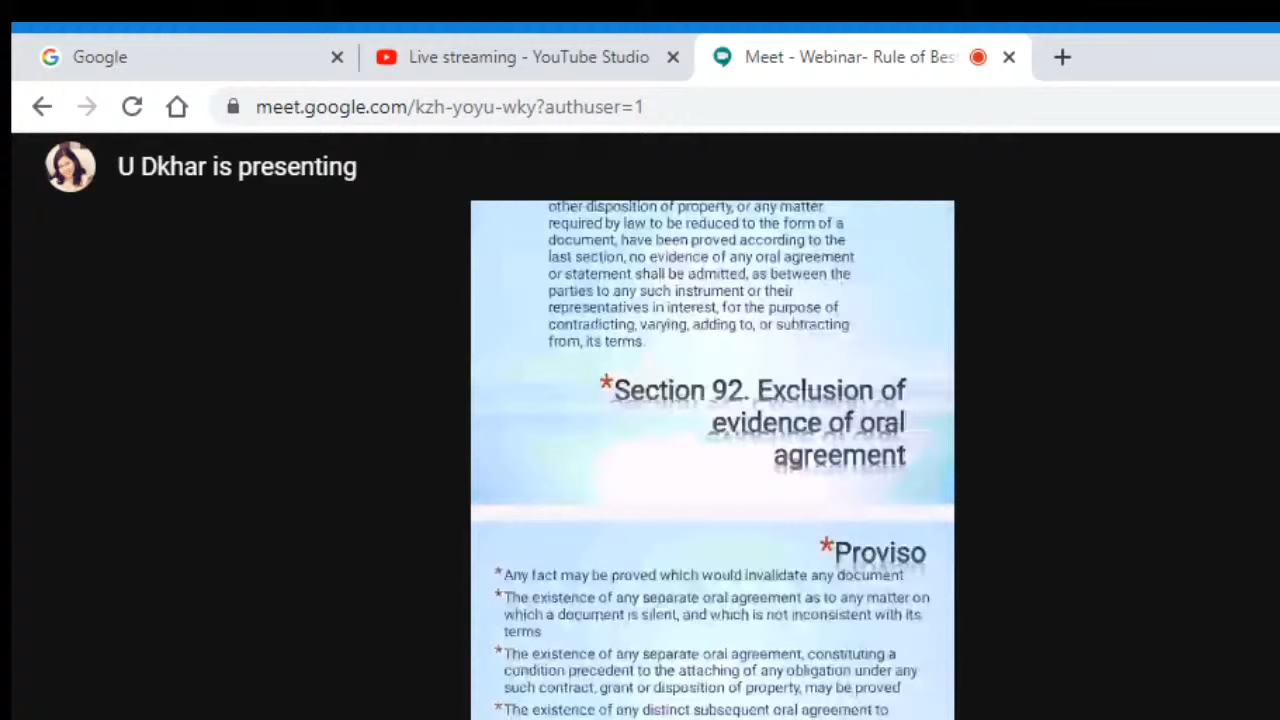 Google
Live streaming - YouTube Studio
Meet - Webinar- Rule of Bes
meet.google.com/kzh-yoyu-wky?authuser=1
U Dkhar is presenting
other disposition of property, or any matter
required by law to be reduced to the form of a
document, have been proved according to the
last section, no evidence of any oral agreement
or statement shall be admitted, as between the
parties to any such instrument or their
representatives in interest, for the purpose of
contradicting, varying, adding to, or subtracting
from, its terms.
*Section 92. Exclusion of
evidence of oral
agreement
*Proviso
*Any fact may be proved which would invalidate any document
*The existence of any separate oral agreement as to any matter on
which a document is silent, and which is not inconsistent with its
terms
*The existence of any separate oral agreement, constituting a
condition precedent to the attaching of any obligation under any
such contract, grant or disposition of property, may be proved
*The existence of any distinct subsequent oral agreement to